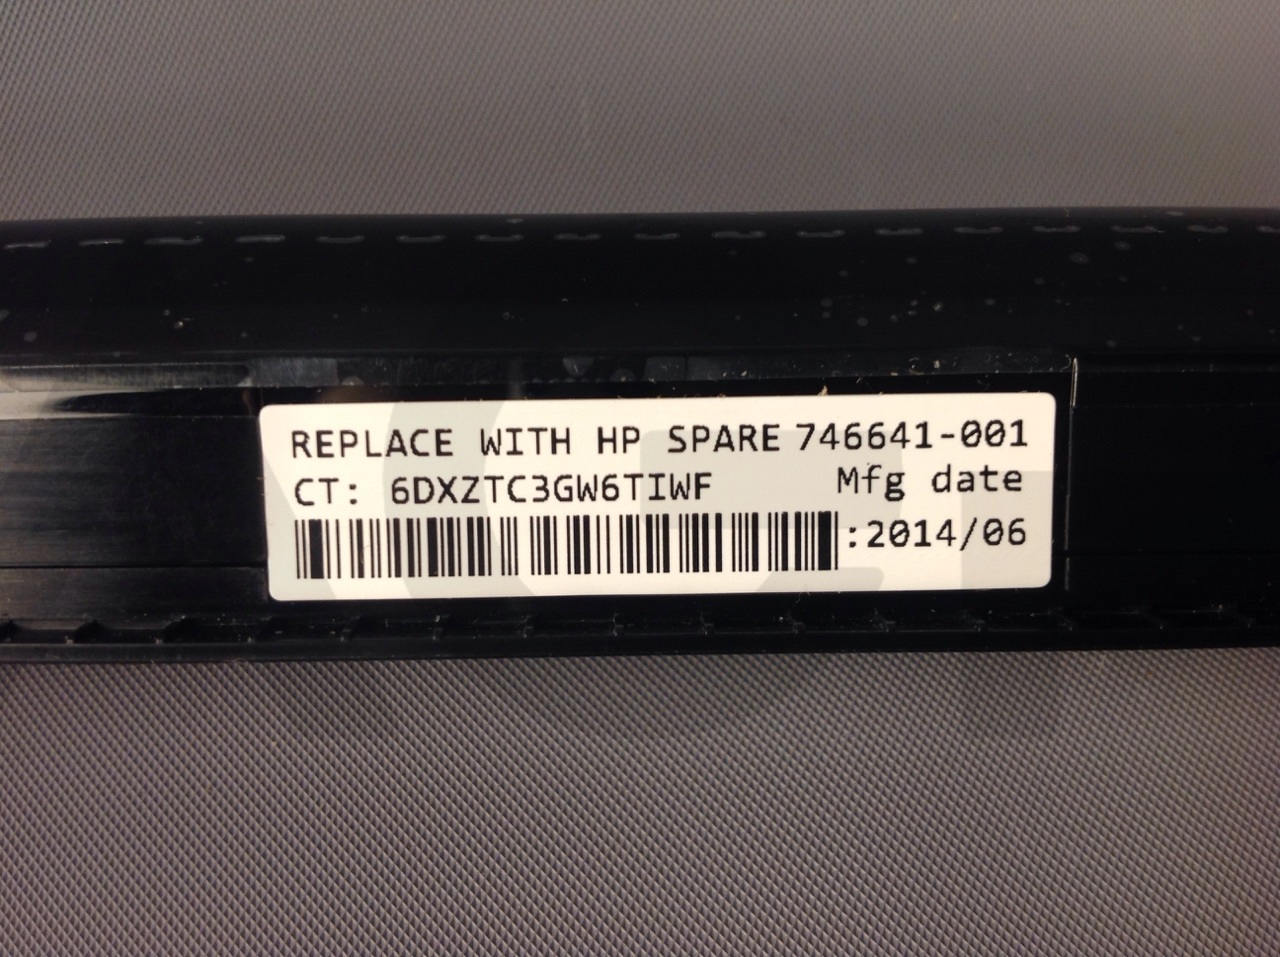 REPLACE WITH HP SPARE 746641-001
CT: 6DXZTC3GW6TIWF Mfg date
:2014/06